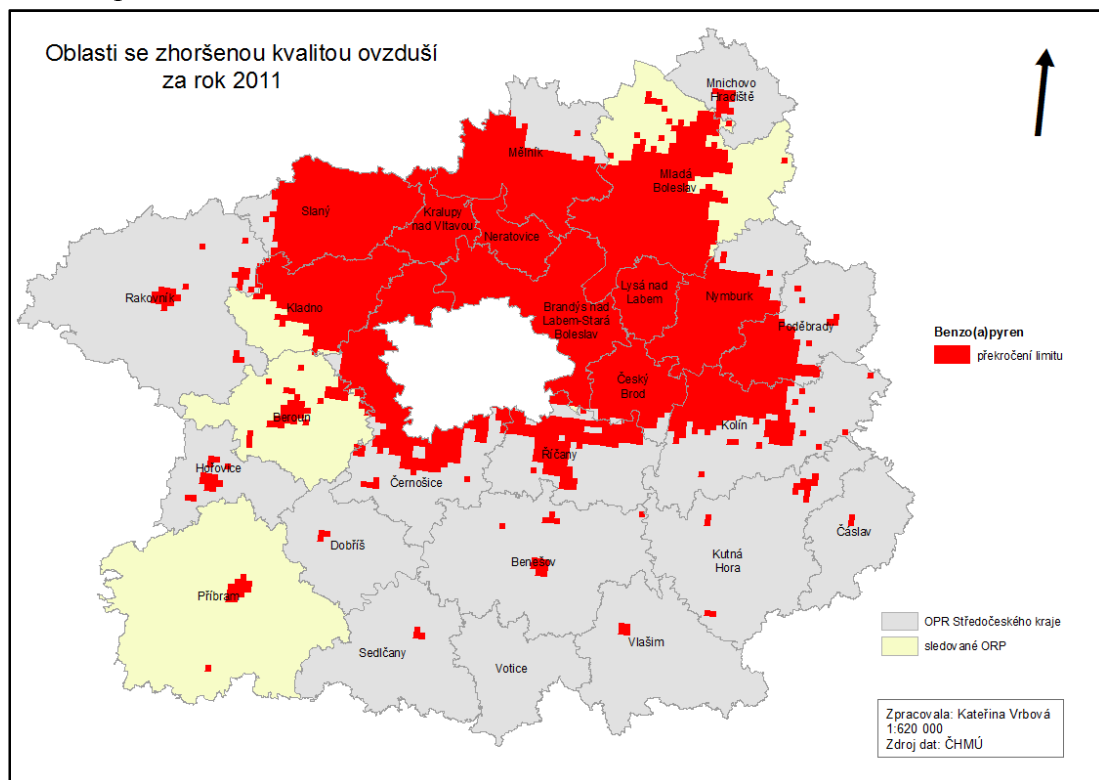 Oblasti se zhoršenou kvalitou ovzduší
za rok 2011
Mnichovo
Hradiště
Mělník
Mladá
Boleslav
Slaný
Kralupy
nad Vltavou
Neratovice
Rakovník
Kladno
Brandýs nad
Labem-Stará
Boleslav
Lysá nad
Labem
Nymburk
Poděbrady
Benzo(a)pyren
překročení limitu
Český
Brod
Beroun
Kolín
Říčany
Hořovice
Černošice
Čáslav
Dobříš
Benešov
Kutná
Hora
Příbram
OPR Středočeského kraje
sledované ORP
Sedlčany
Votice
Vlašim
Zpracovala: Kateřina Vrbová
1:620 000
Zdroj dat: ČHMÚ